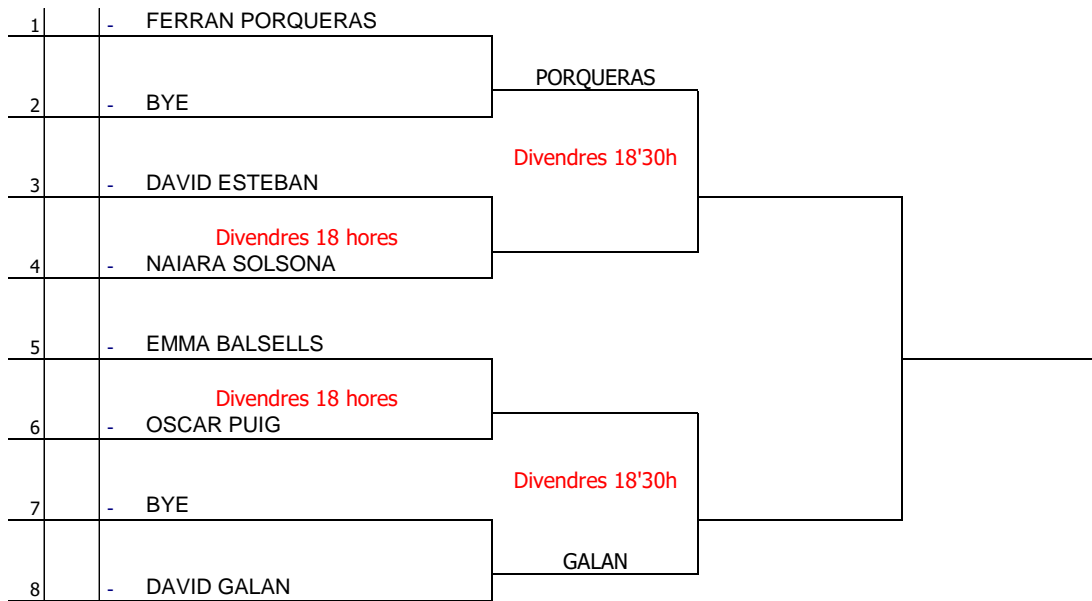 1 - FERRAN PORQUERAS
PORQUERAS
2 - BYE
Divendres 18'30h
3 - DAVID ESTEBAN
Divendres 18 hores
4 - NAIARA SOLSONA
5 - EMMA BALSELLS
Divendres 18 hores
6 - OSCAR PUIG
Divendres 18'30h
7 - BYE
GALAN
8 - DAVID GALAN